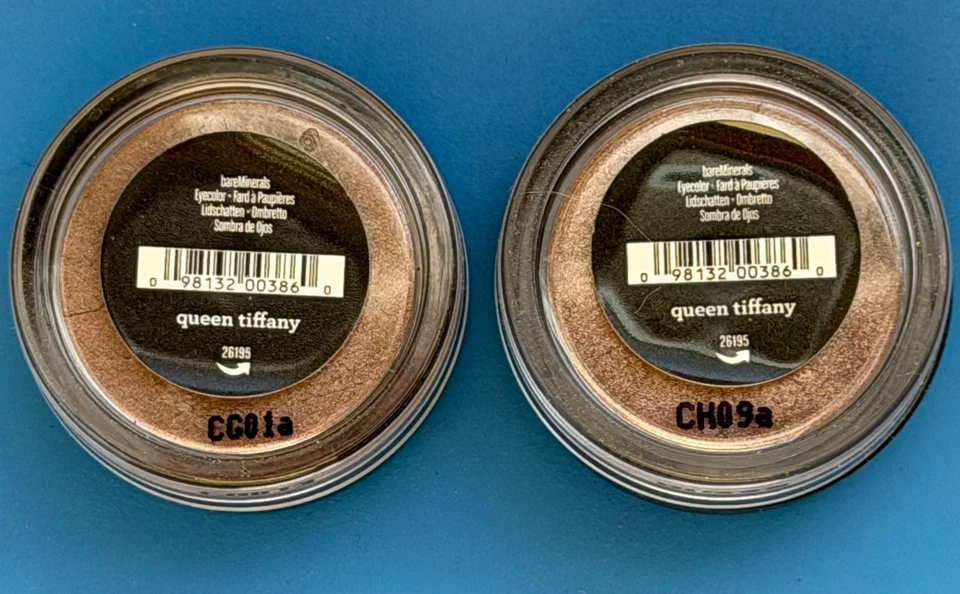 bareMinerals
Eyecolor · Fard à Paupières
Lidschatten · Ombretto
Sombra de Ojos
0 98132 00386 0
queen tiffany
26195
CG01a
bareMinerals
Eyecolor · Fard à Paupières
Lidschatten · Ombretto
Sombra de Ojos
0 98132 00386 0
queen tiffany
26195
CH09a